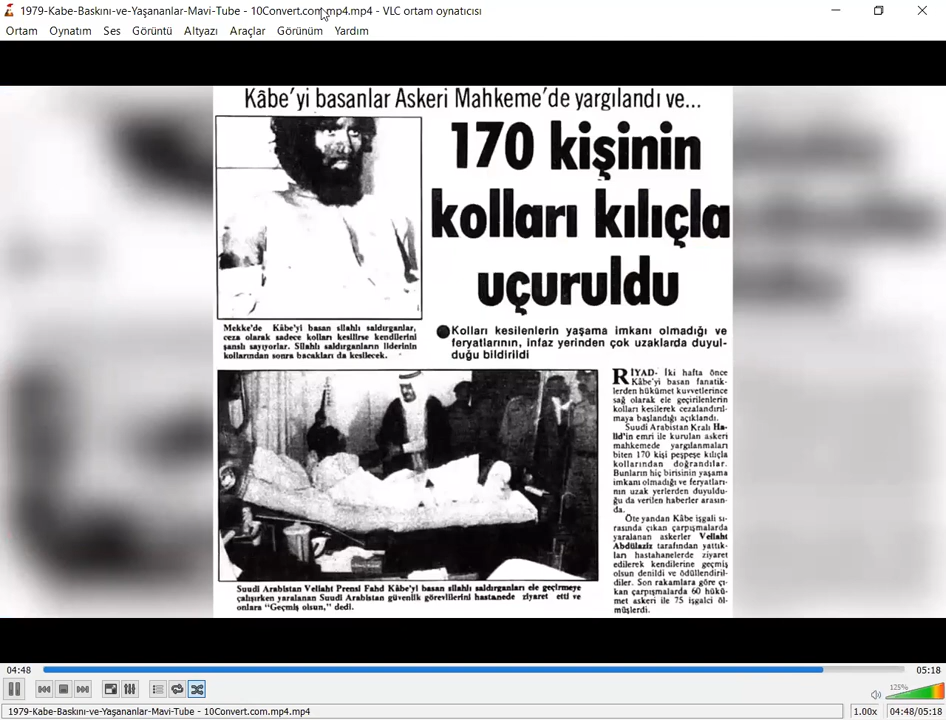 1979-Kabe-Baskını-ve-Yaşananlar-Mavi-Tube - 10Convert.com.mp4.mp4 - VLC ortam oynatıcısı
Ortam Oynatım Ses Görüntü Altyazı Araçlar Görünüm Yardım
Kâbe'yi basanlar Askeri Mahkeme'de yargılandı ve...
170 kişinin
kolları kılıçla
uçuruldu
Mekke'de Kâbe'yi basan silahlı saldırganlar,
ceza olarak sadece kolları kesilirse kendilerini
şanslı sayıyorlar. Silahlı saldırganların liderinin
kollarından sonra bacakları da kesilecek.
●Kolları kesilenlerin yaşama imkanı olmadığı ve
feryatlarının, infaz yerinden çok uzaklarda duyul-
duğu bildirildi
Suudi Arabistan Veliaht Prensi Fahd Kâbe'yi basan silahlı saldırganları ele geçirmeye
çalışırken yaralanan Suudi Arabistan güvenlik görevlilerini hastanede ziyaret etti ve
onlara "Geçmiş olsun," dedi.
RİYAD- İki hafta önce
Kâbe'yi basan fanatik-
lerden hükümet kuvvetlerince
sağ olarak ele geçirilenlerin
kolları kesilerek cezalandırıl-
maya başlandığı açıklandı.
Suudi Arabistan Kralı Ha-
lid'in emri ile kurulan askeri
mahkemede yargılanmaları
biten 170 kişi peşpeşe kılıçla
kollarından doğrandılar.
Bunların hiç birisinin yaşama
imkanı olmadığı ve feryatları-
nın uzak yerlerden duyuldu-
ğu da verilen haberler arasın-
da.
Öte yandan Kâbe işgali sı-
rasında çıkan çarpışmalarda
yaralanan askerler Veliaht
Abdülaziz tarafından yattık-
ları hastahanelerde ziyaret
edilerek kendilerine geçmiş
olsun denildi ve ödüllendiril-
diler. Son rakamlara göre çı-
kan çarpışmalarda 60 hükü-
met askeri ile 75 işgalci öl-
müşlerdi.
04:48 05:18
125%
1979-Kabe-Baskını-ve-Yaşananlar-Mavi-Tube - 10Convert.com.mp4.mp4 1.00x 04:48/05:18